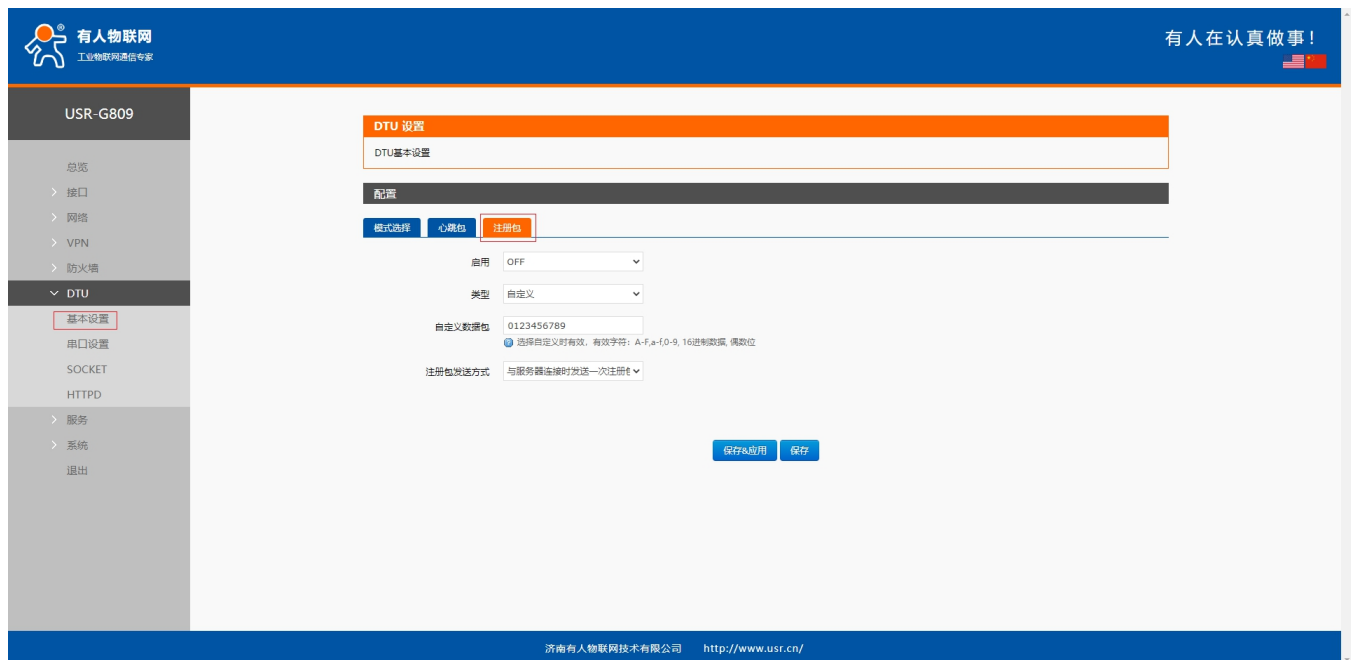 有人物联网
®
工业物联网通信专家
有人在认真做事！
USR-G809
总览
接口
网络
VPN
防火墙
DTU
基本设置
串口设置
SOCKET
HTTPD
服务
系统
退出
DTU 设置
DTU基本设置
配置
模式选择 心跳包 注册包
启用 OFF
类型 自定义
自定义数据包 0123456789
选择自定义时有效，有效字符：A-F,a-f,0-9, 16进制数据, 偶数位
注册包发送方式 与服务器连接时发送一次注册包
保存&应用 保存
济南有人物联网技术有限公司 http://www.usr.cn/